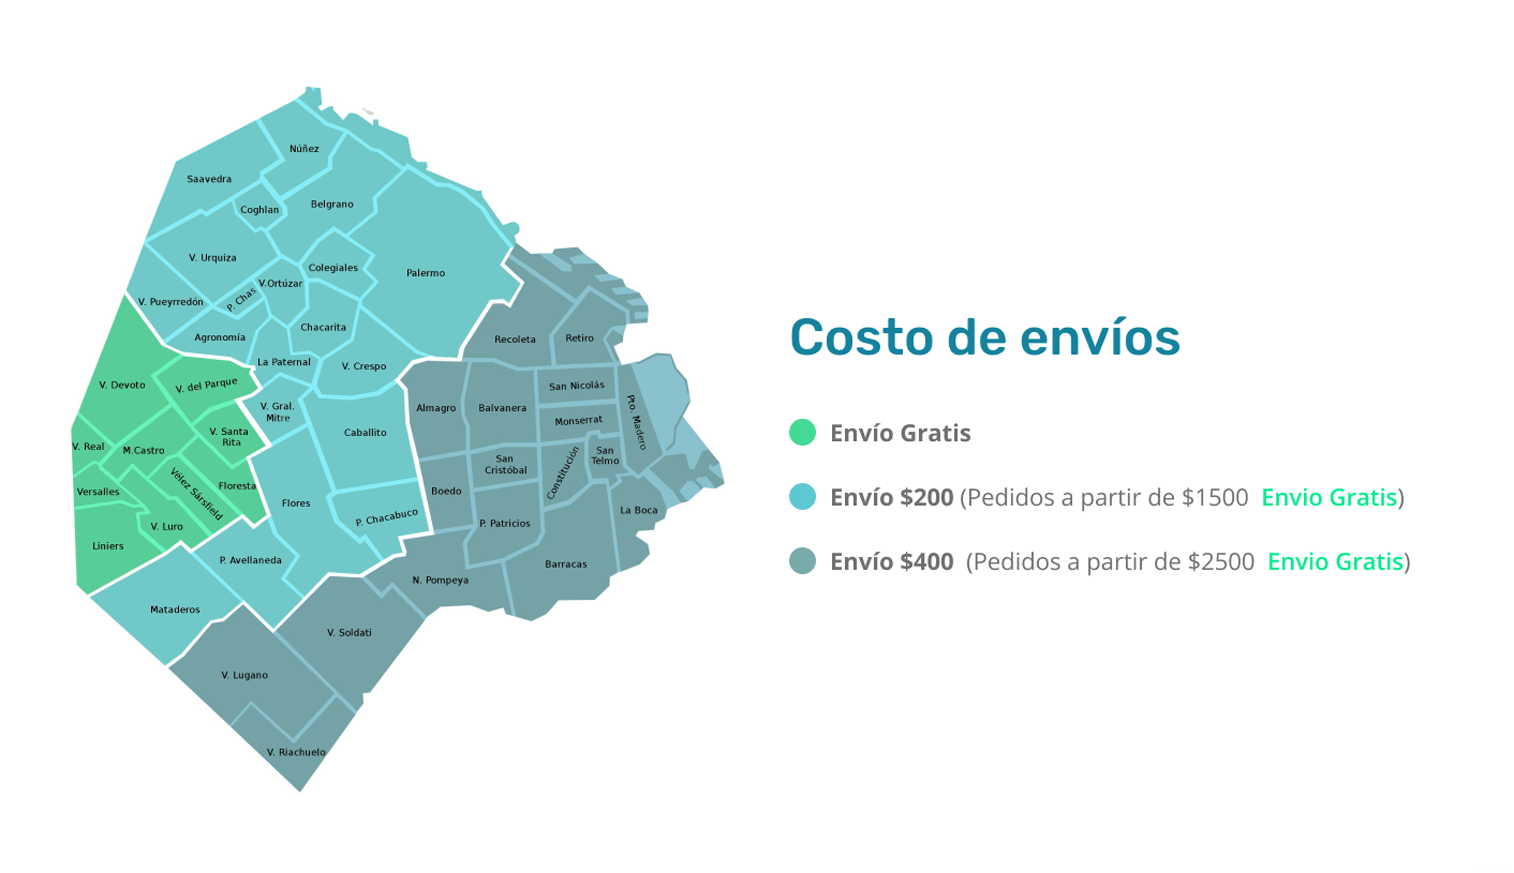 Núñez
Saavedra
Coghlan
Belgrano
V. Urquiza
Colegiales
Palermo
V.Ortúzar
P. Chas
V. Pueyrredón
Agronomía
Chacarita
Recoleta
Retiro
La Paternal
V. Crespo
V. Devoto
V. del Parque
V. Gral.
Mitre
Almagro
Balvanera
San Nicolás
Monserrat
Pto. Madero
V. Santa
Rita
Caballito
V. Real
M.Castro
San
Cristóbal
Constitución
San
Telmo
Versalles
Vélez Sársfield
Floresta
Flores
Boedo
P. Chacabuco
P. Patricios
La Boca
V. Luro
Liniers
P. Avellaneda
Barracas
N. Pompeya
Mataderos
V. Soldati
V. Lugano
V. Riachuelo
Costo de envíos
Envío Gratis
Envío $200 (Pedidos a partir de $1500 Envio Gratis)
Envío $400 (Pedidos a partir de $2500 Envio Gratis)